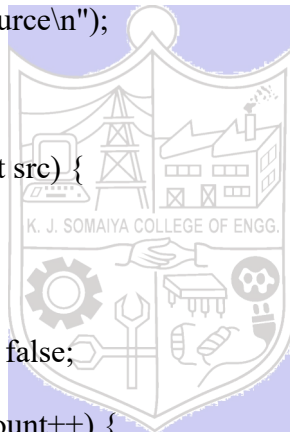 urce\n");
t src) {
K. J. SOMAIYA COLLEGE OF ENGG.
false;
ount++) {